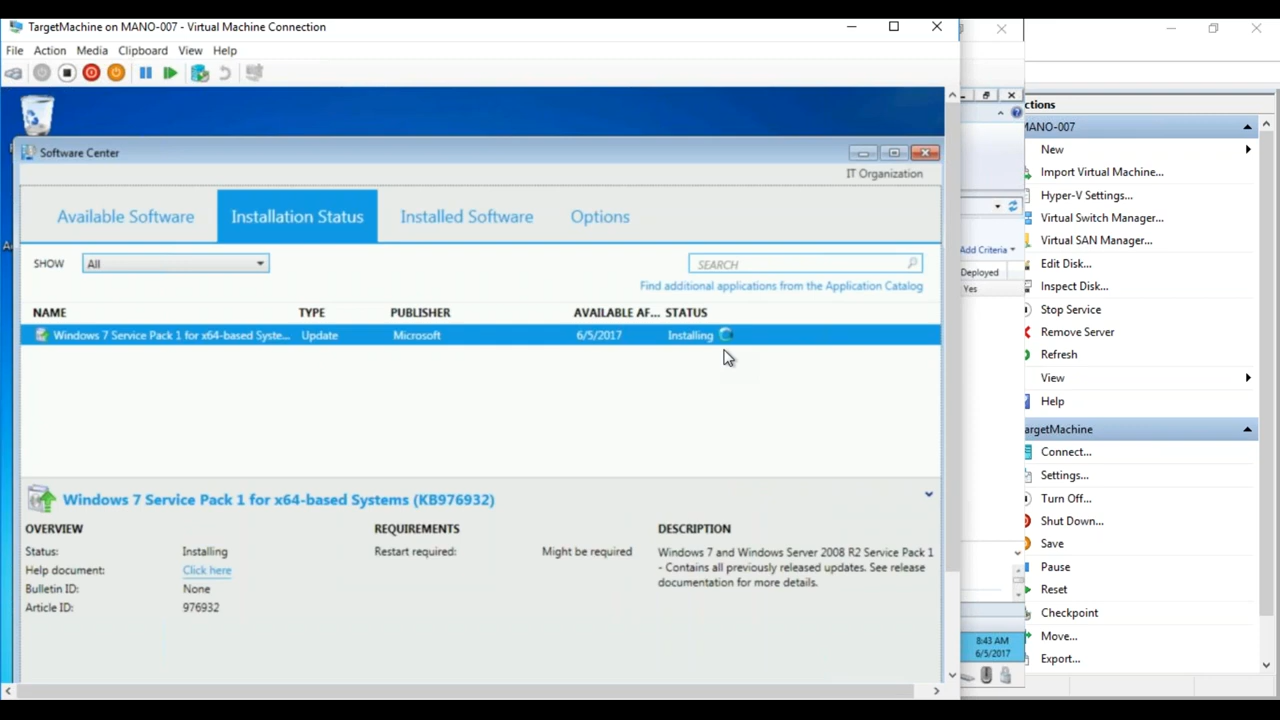 TargetMachine on MANO-007 - Virtual Machine Connection
File Action Media Clipboard View Help
Software Center
IT Organization
Available Software Installation Status Installed Software Options
SHOW All SEARCH
Find additional applications from the Application Catalog
NAME TYPE PUBLISHER AVAILABLE AF... STATUS
Windows 7 Service Pack 1 for x64-based Syste... Update Microsoft 6/5/2017 Installing
Windows 7 Service Pack 1 for x64-based Systems (KB976932)
OVERVIEW
Status: Installing
Help document: Click here
Bulletin ID: None
Article ID: 976932
REQUIREMENTS
Restart required: Might be required
DESCRIPTION
Windows 7 and Windows Server 2008 R2 Service Pack 1
- Contains all previously released updates. See release
documentation for more details.
Add Criteria
Deployed
Yes
8:43 AM
6/5/2017
ctions
MANO-007
New
Import Virtual Machine...
Hyper-V Settings...
Virtual Switch Manager...
Virtual SAN Manager...
Edit Disk...
Inspect Disk...
Stop Service
Remove Server
Refresh
View
Help
argetMachine
Connect...
Settings...
Turn Off...
Shut Down...
Save
Pause
Reset
Checkpoint
Move...
Export...